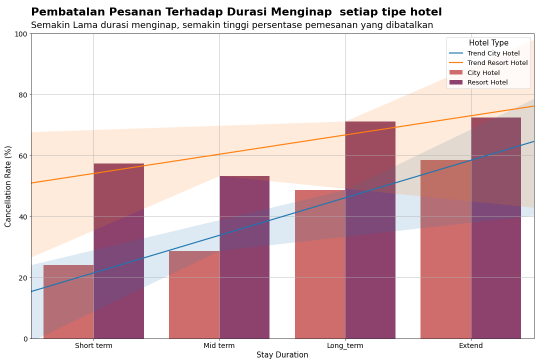 Pembatalan Pesanan Terhadap Durasi Menginap setiap tipe hotel
Semakin Lama durasi menginap, semakin tinggi persentase pemesanan yang dibatalkan
Hotel Type
Trend City Hotel
Trend Resort Hotel
City Hotel
Resort Hotel
Cancellation Rate (%)
100
80
60
40
20
0
Short term
Mid term
Long_term
Extend
Stay Duration